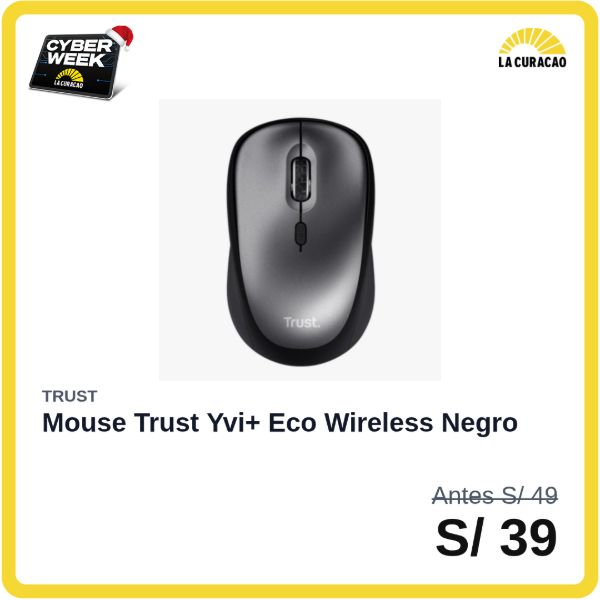 CYBER
WEEK
LA CURACAO
LA CURACAO
Trust.
TRUST
Mouse Trust Yvi+ Eco Wireless Negro
Antes S/ 49
S/ 39